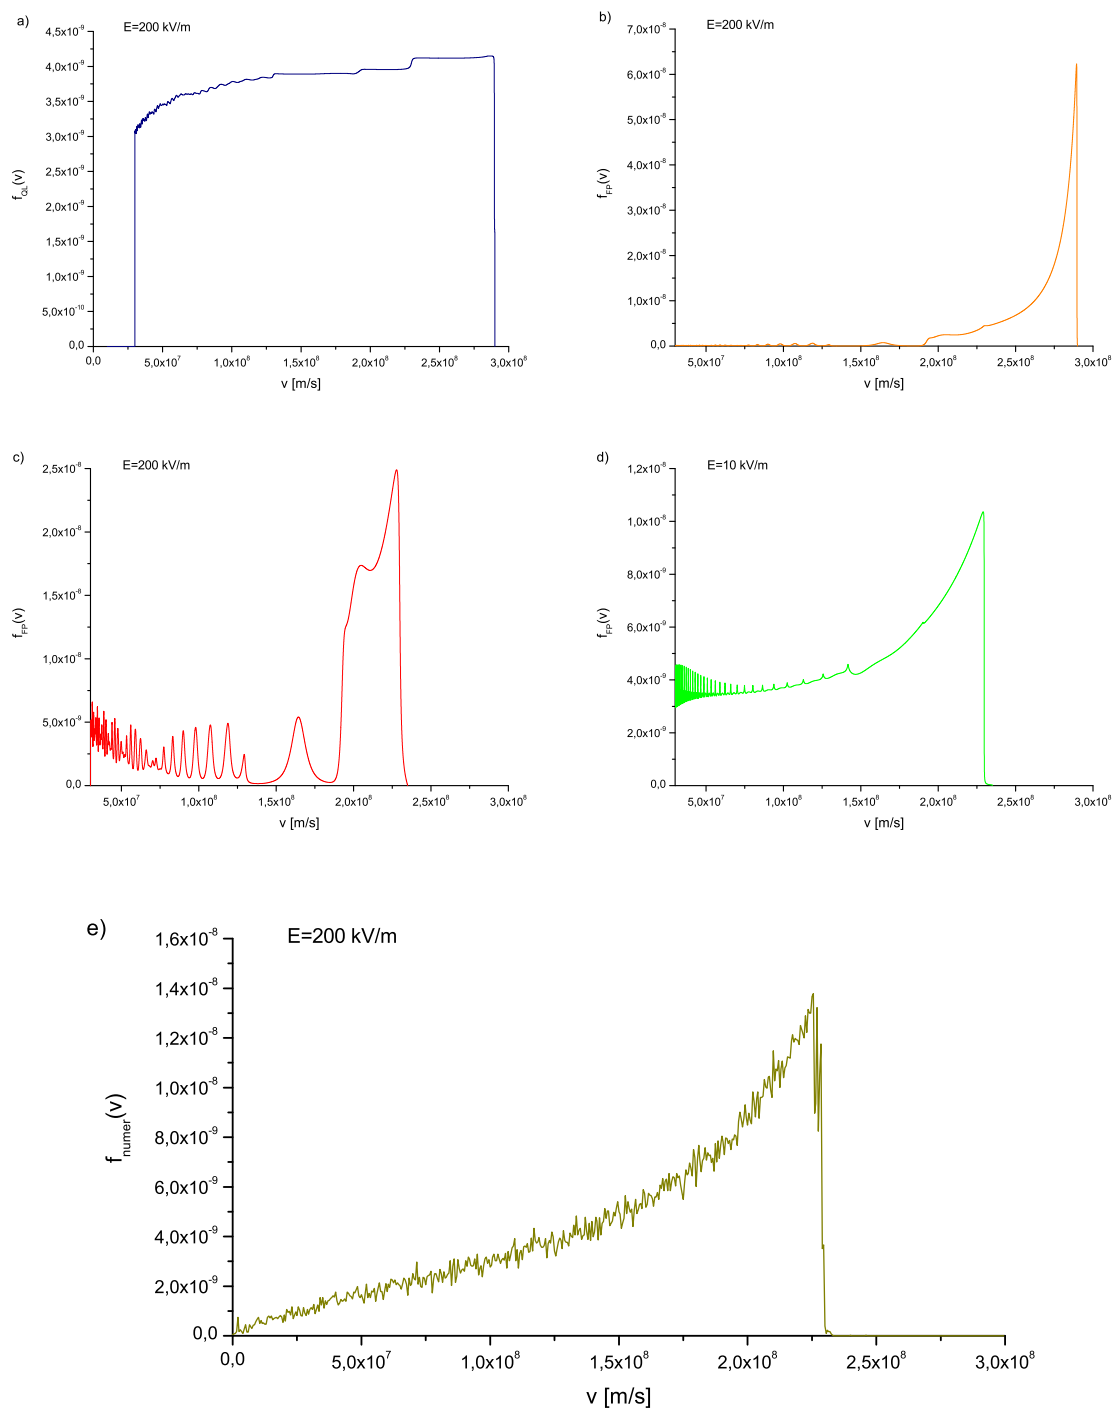 a)
E=200 kV/m
4,5x10⁻⁹
4,0x10⁻⁹
3,5x10⁻⁹
3,0x10⁻⁹
2,5x10⁻⁹
2,0x10⁻⁹
1,5x10⁻⁹
1,0x10⁻⁹
5,0x10⁻¹⁰
0,0
f_QL(v)
0,0 5,0x10⁷ 1,0x10⁸ 1,5x10⁸ 2,0x10⁸ 2,5x10⁸ 3,0x10⁸
v [m/s]
b)
E=200 kV/m
7,0x10⁻⁸
6,0x10⁻⁸
5,0x10⁻⁸
4,0x10⁻⁸
3,0x10⁻⁸
2,0x10⁻⁸
1,0x10⁻⁸
0,0
f_FP(v)
5,0x10⁷ 1,0x10⁸ 1,5x10⁸ 2,0x10⁸ 2,5x10⁸ 3,0x10⁸
v [m/s]
c)
E=200 kV/m
2,5x10⁻⁸
2,0x10⁻⁸
1,5x10⁻⁸
1,0x10⁻⁸
5,0x10⁻⁹
0,0
f_FP(v)
5,0x10⁷ 1,0x10⁸ 1,5x10⁸ 2,0x10⁸ 2,5x10⁸ 3,0x10⁸
v [m/s]
d)
E=10 kV/m
1,2x10⁻⁸
1,0x10⁻⁸
8,0x10⁻⁹
6,0x10⁻⁹
4,0x10⁻⁹
2,0x10⁻⁹
0,0
f_FP(v)
5,0x10⁷ 1,0x10⁸ 1,5x10⁸ 2,0x10⁸ 2,5x10⁸ 3,0x10⁸
v [m/s]
e)
E=200 kV/m
1,6x10⁻⁸
1,4x10⁻⁸
1,2x10⁻⁸
1,0x10⁻⁸
8,0x10⁻⁹
6,0x10⁻⁹
4,0x10⁻⁹
2,0x10⁻⁹
0,0
f_numer(v)
0,0 5,0x10⁷ 1,0x10⁸ 1,5x10⁸ 2,0x10⁸ 2,5x10⁸ 3,0x10⁸
v [m/s]